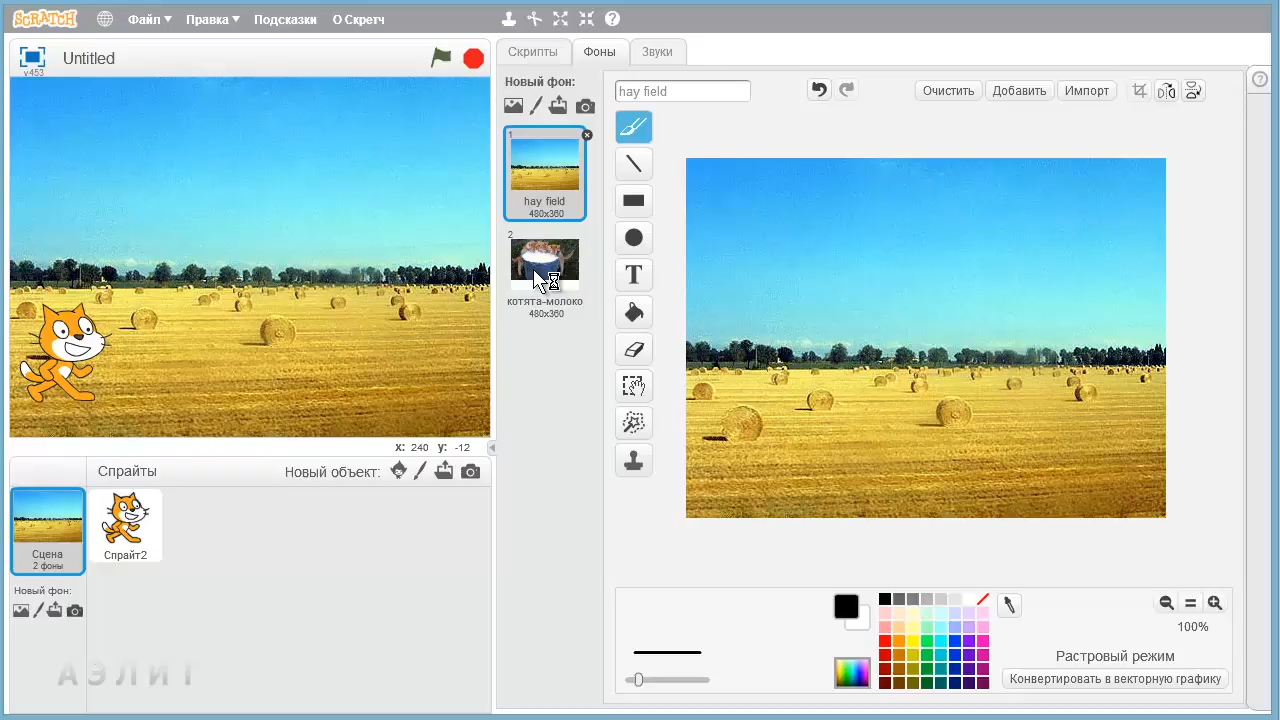 SCRATCH Файл Правка Подсказки О Скретч
v453 Untitled
Скрипты Фоны Звуки
Новый фон:
hay field
Очистить Добавить Импорт
1
hay field
480x360
2
котята-молоко
480x360
T
x: 240 y: -12
Спрайты Новый объект:
Сцена
2 фоны
Спрайт2
Новый фон:
АЭЛИТ
100%
Растровый режим
Конвертировать в векторную графику